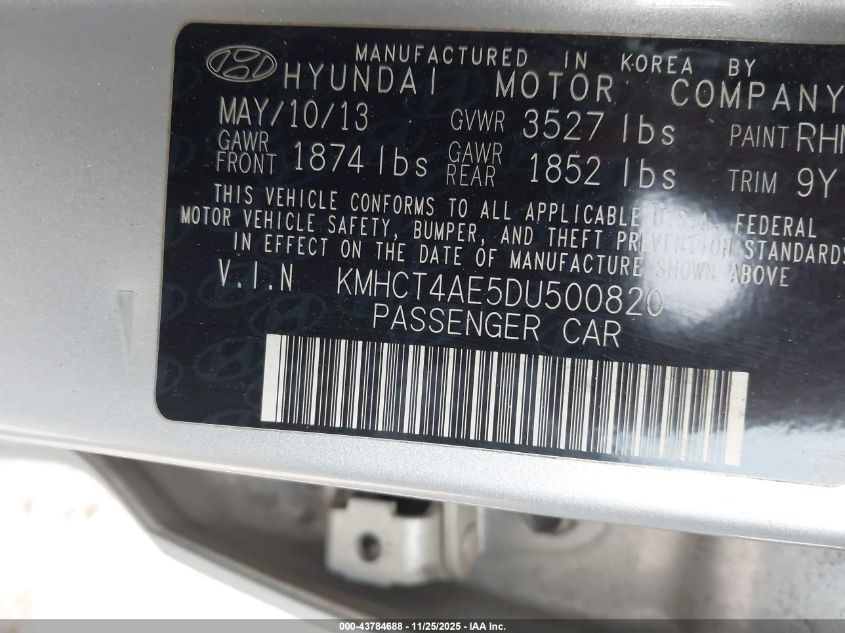 MANUFACTURED IN KOREA BY
HYUNDAI MOTOR COMPANY
MAY/10/13 GVWR 3527 lbs PAINT RH
GAWR FRONT 1874 lbs GAWR REAR 1852 lbs TRIM 9Y
THIS VEHICLE CONFORMS TO ALL APPLICABLE U.S.A. FEDERAL
MOTOR VEHICLE SAFETY, BUMPER, AND THEFT PREVENTION STANDARDS
IN EFFECT ON THE DATE OF MANUFACTURE SHOWN ABOVE
V.I.N KMHCT4AE5DU500820
PASSENGER CAR
000-43784688 - 11/25/2025 - IAA Inc.